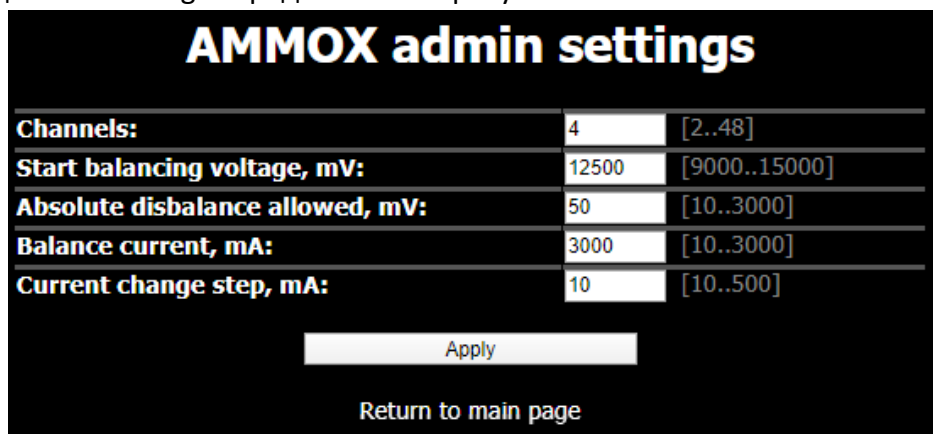 AMMOX admin settings
Channels: 4 [2..48]
Start balancing voltage, mV: 12500 [9000..15000]
Absolute disbalance allowed, mV: 50 [10..3000]
Balance current, mA: 3000 [10..3000]
Current change step, mA: 10 [10..500]
Apply
Return to main page